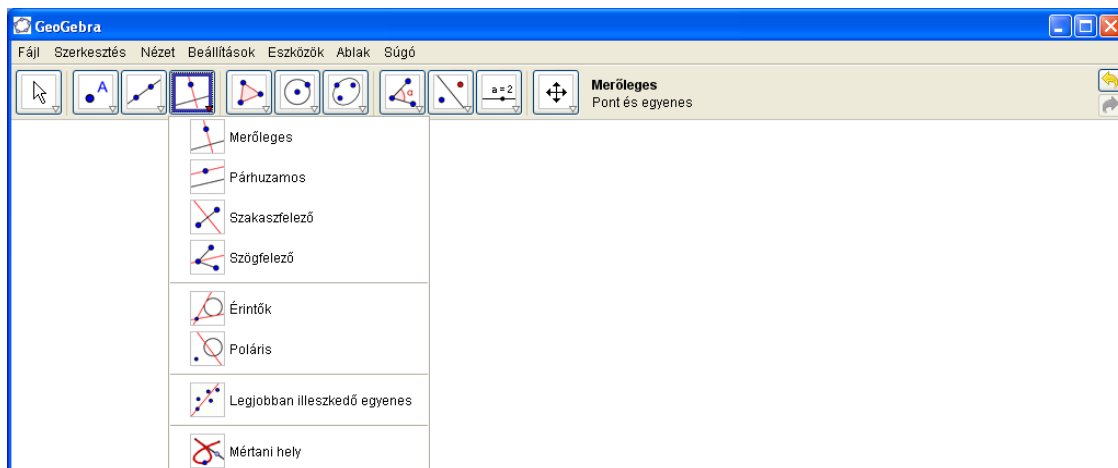 GeoGebra
Fájl Szerkesztés Nézet Beállítások Eszközök Ablak Súgó
A
α
a = 2
Merőleges
Pont és egyenes
Merőleges
Párhuzamos
Szakaszfelező
Szögfelező
Érintők
Poláris
Legjobban illeszkedő egyenes
Mértani hely